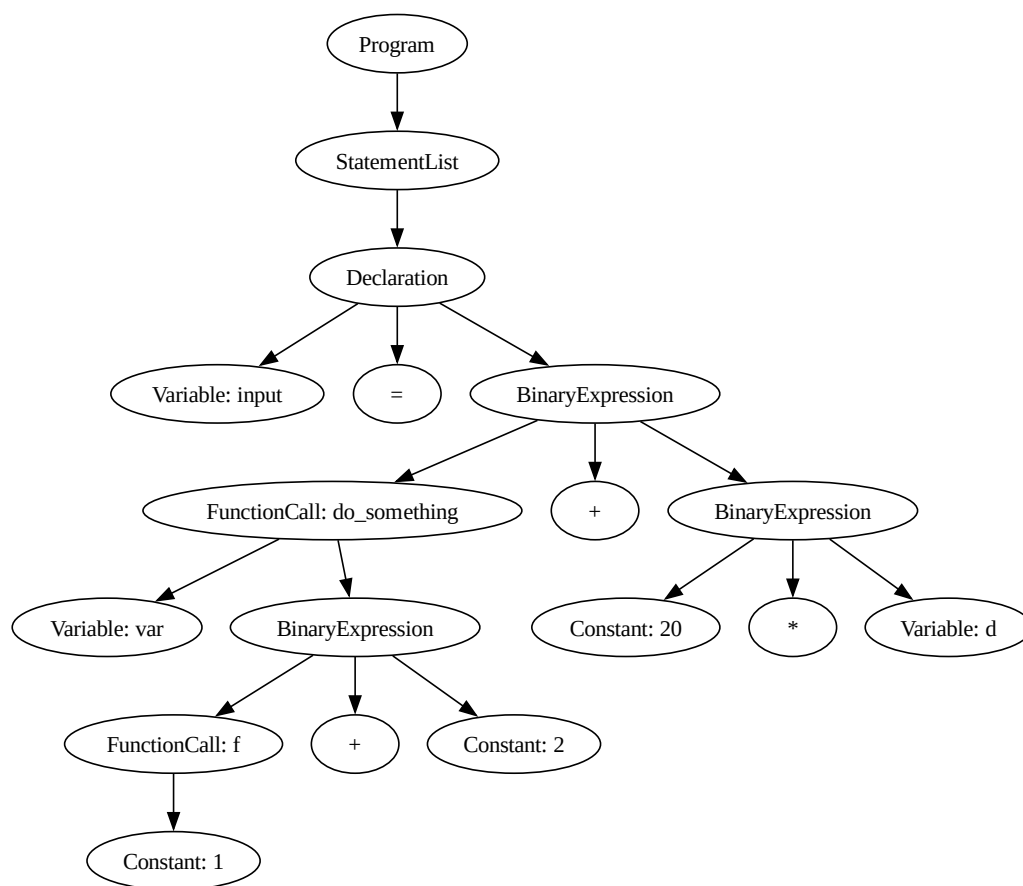 Program
StatementList
Declaration
Variable: input
=
BinaryExpression
FunctionCall: do_something
+
BinaryExpression
Variable: var
BinaryExpression
Constant: 20
*
Variable: d
FunctionCall: f
+
Constant: 2
Constant: 1